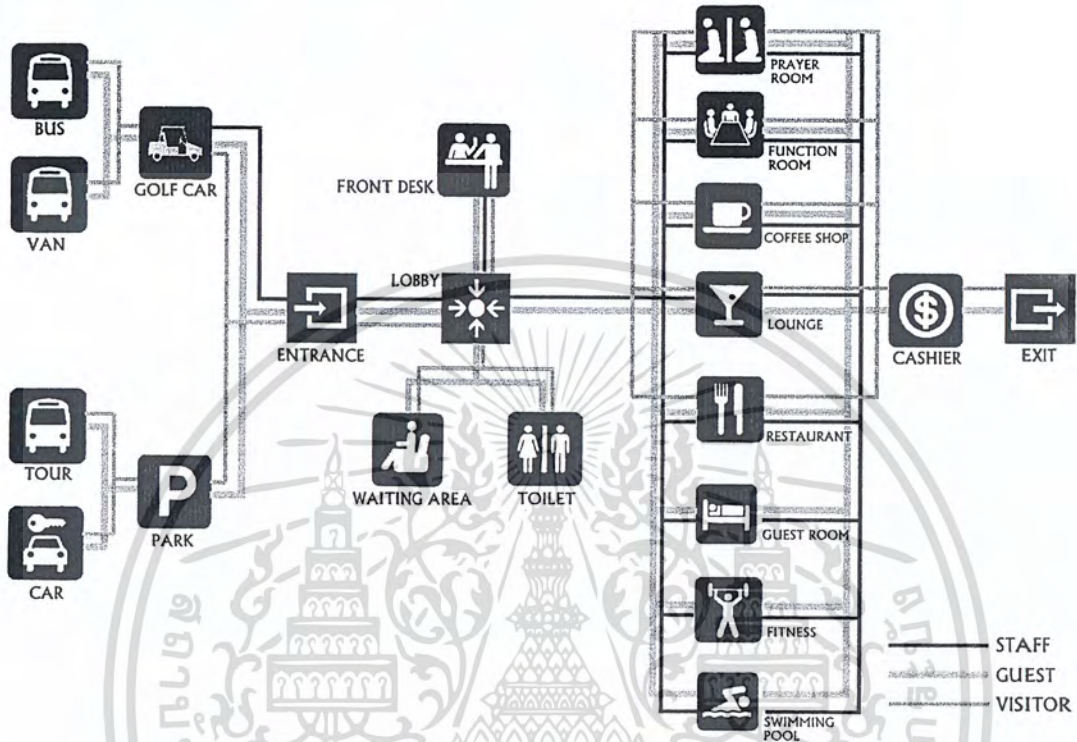 BUS
VAN
GOLF CAR
TOUR
CAR
P
PARK
ENTRANCE
FRONT DESK
LOBBY
WAITING AREA
TOILET
PRAYER
ROOM
FUNCTION
ROOM
COFFEE SHOP
LOUNGE
RESTAURANT
GUEST ROOM
FITNESS
SWIMMING
POOL
$
CASHIER
EXIT
STAFF
GUEST
VISITOR